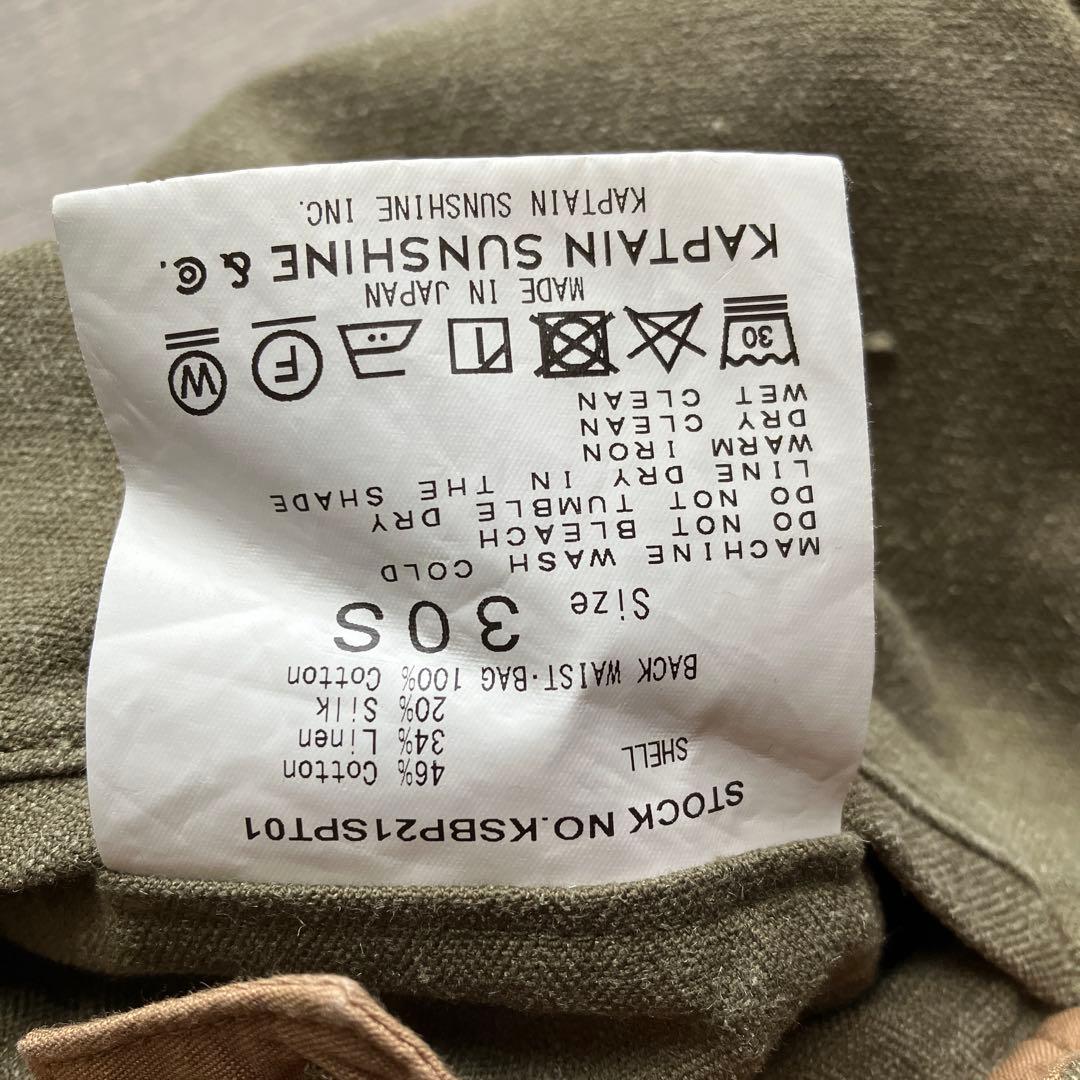 STOCK NO.KSBP21SPT01
SHELL 46% Cotton
34% Linen
20% Silk
BACK WAIST·BAG 100% Cotton
Size 30S
MACHINE WASH COLD
DO NOT BLEACH
DO NOT TUMBLE DRY
LINE DRY IN THE SHADE
WARM IRON
DRY CLEAN
WET CLEAN
30 F W
MADE IN JAPAN
KAPTAIN SUNSHINE & C.
KAPTAIN SUNSHINE INC.